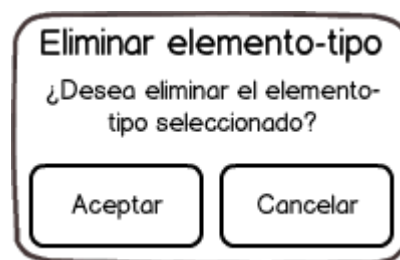 Eliminar elemento-tipo
¿Desea eliminar el elemento-
tipo seleccionado?
Aceptar
Cancelar